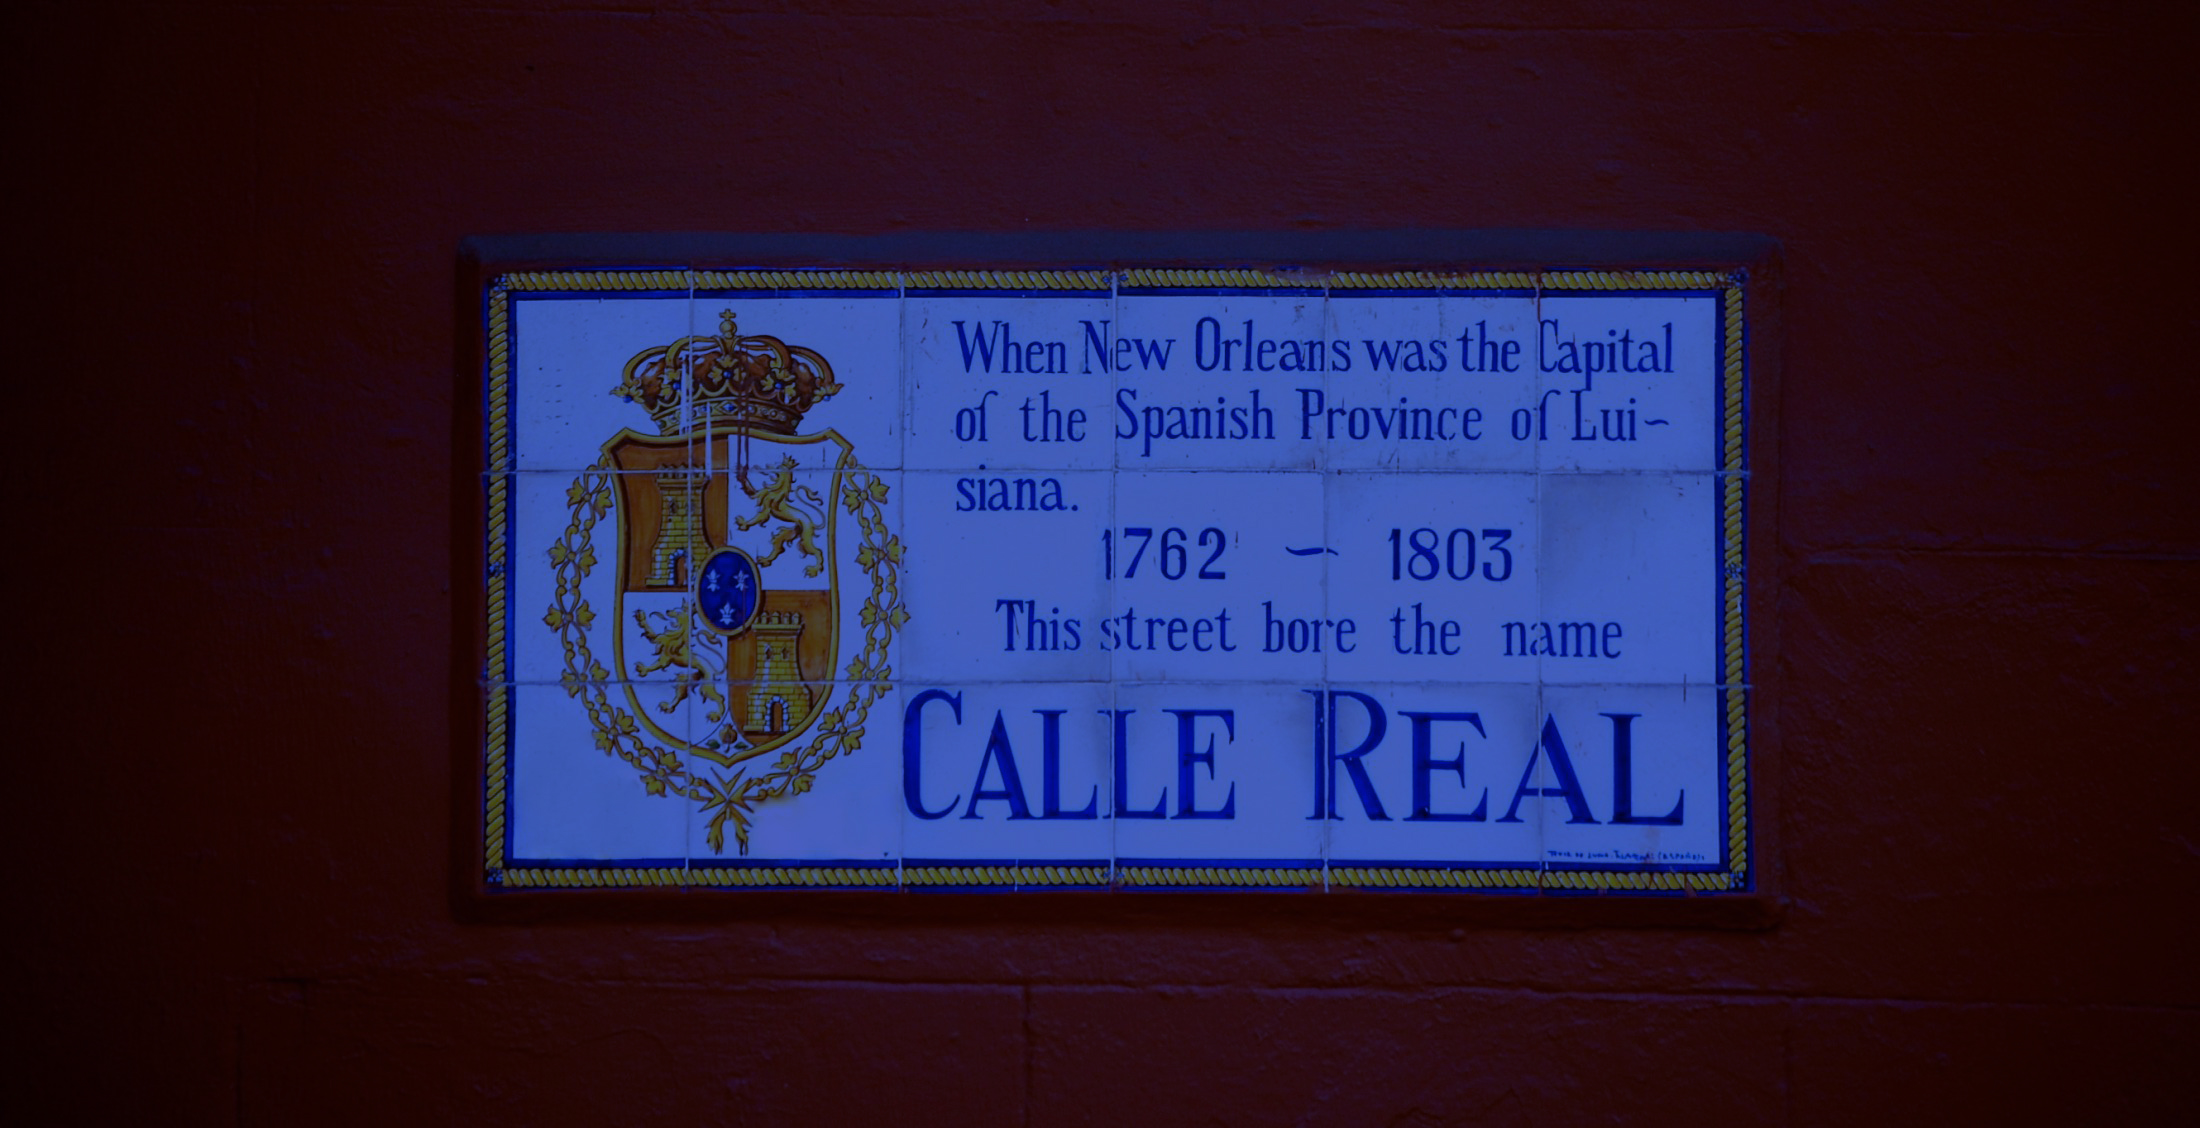 When New Orleans was the Capital
of the Spanish Province of Lui~
siana.
1762 ~ 1803
This street bore the name
CALLE REAL